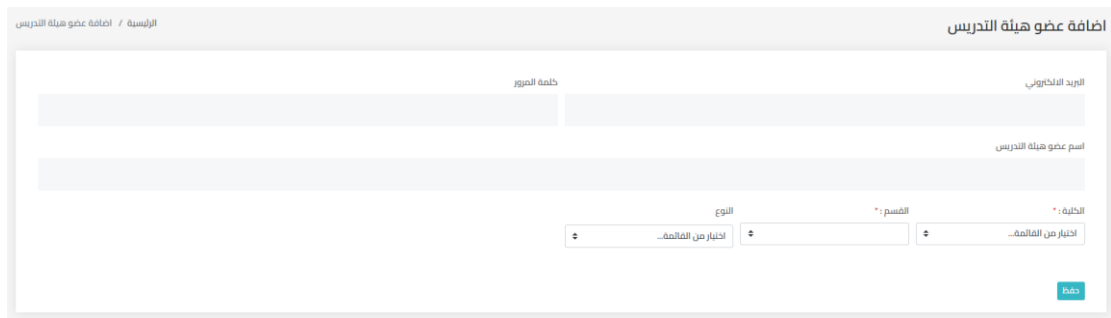 اضافة عضو هيئة التدريس
الرئيسية / اضافة عضو هيئة التدريس
البريد الالكتروني
كلمة المرور
اسم عضو هيئة التدريس
الكلية : *
القسم : *
النوع
اختيار من القائمة...
اختيار من القائمة...
حفظ